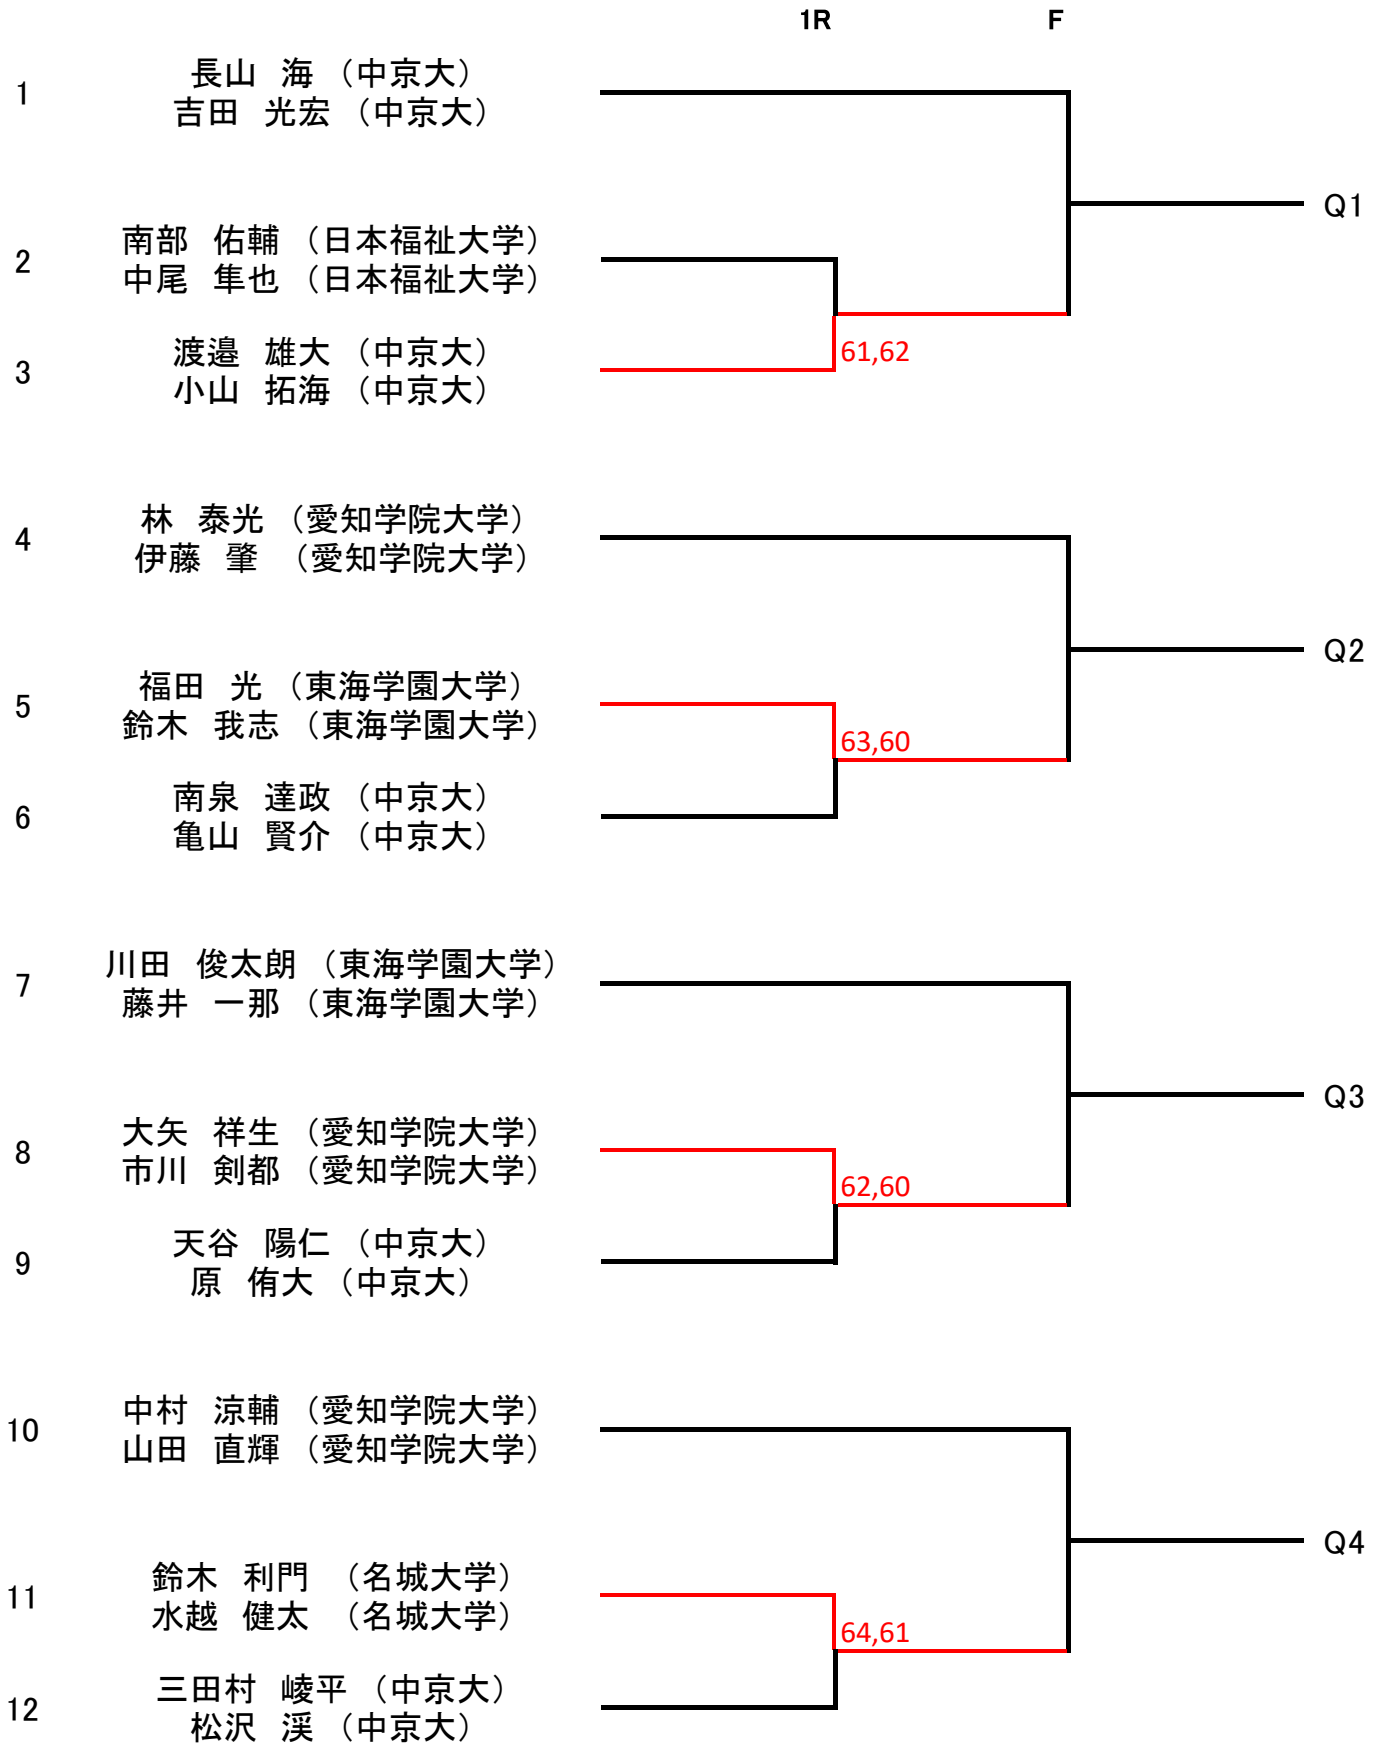 1R F
1
長山 海 （中京大）
吉田 光宏 （中京大）
Q1
2
南部 佑輔 （日本福祉大学）
中尾 隼也 （日本福祉大学）
3
渡邉 雄大 （中京大）
小山 拓海 （中京大）
61,62
4
林 泰光 （愛知学院大学）
伊藤 肇 （愛知学院大学）
Q2
5
福田 光 （東海学園大学）
鈴木 我志 （東海学園大学）
63,60
6
南泉 達政 （中京大）
亀山 賢介 （中京大）
7
川田 俊太朗 （東海学園大学）
藤井 一那 （東海学園大学）
Q3
8
大矢 祥生 （愛知学院大学）
市川 剣都 （愛知学院大学）
62,60
9
天谷 陽仁 （中京大）
原 侑大 （中京大）
10
中村 涼輔 （愛知学院大学）
山田 直輝 （愛知学院大学）
Q4
11
鈴木 利門 （名城大学）
水越 健太 （名城大学）
64,61
12
三田村 崚平 （中京大）
松沢 渓 （中京大）